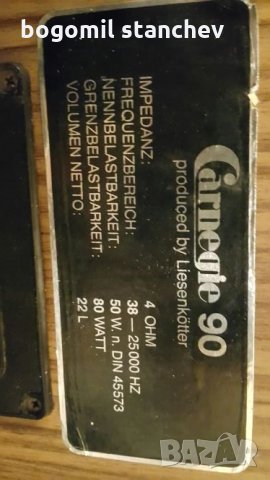 bogomil stanchev
Carnegie 90
produced by Liesenkötter
IMPEDANZ: 4 OHM
FREQUENZBEREICH: 38 – 25000 HZ
NENNBELASTBARKEIT: 50 W. n. DIN 45573
GRENZBELASTBARKEIT: 80 WATT
VOLUMEN NETTO: 22 L
BAZAR